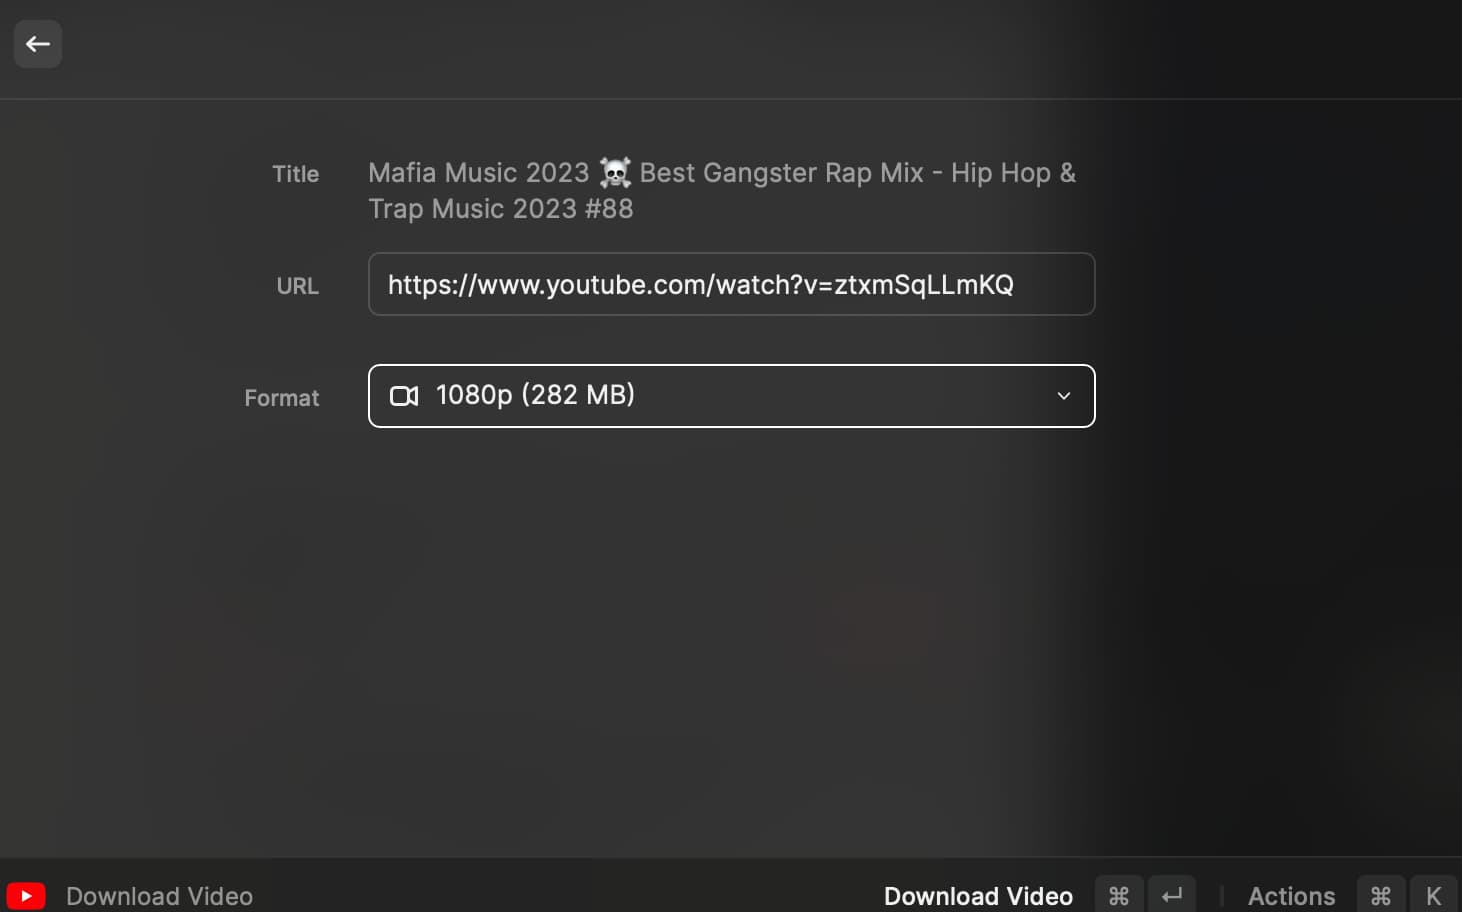 Title
Mafia Music 2023 ☠️ Best Gangster Rap Mix - Hip Hop &
Trap Music 2023 #88
URL
https://www.youtube.com/watch?v=ztxmSqLLmKQ
Format
1080p (282 MB)
Download Video
Download Video ⌘ ↵ | Actions ⌘ K